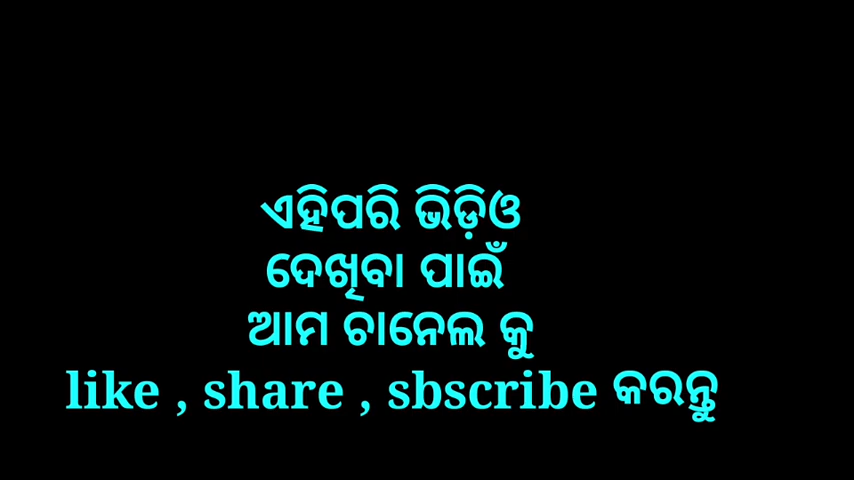 ଏହିପରି ଭିଡ଼ିଓ
ଦେଖିବା ପାଇଁ
ଆମ ଚାନେଲ କୁ
like , share , sbscribe କରନ୍ତୁ